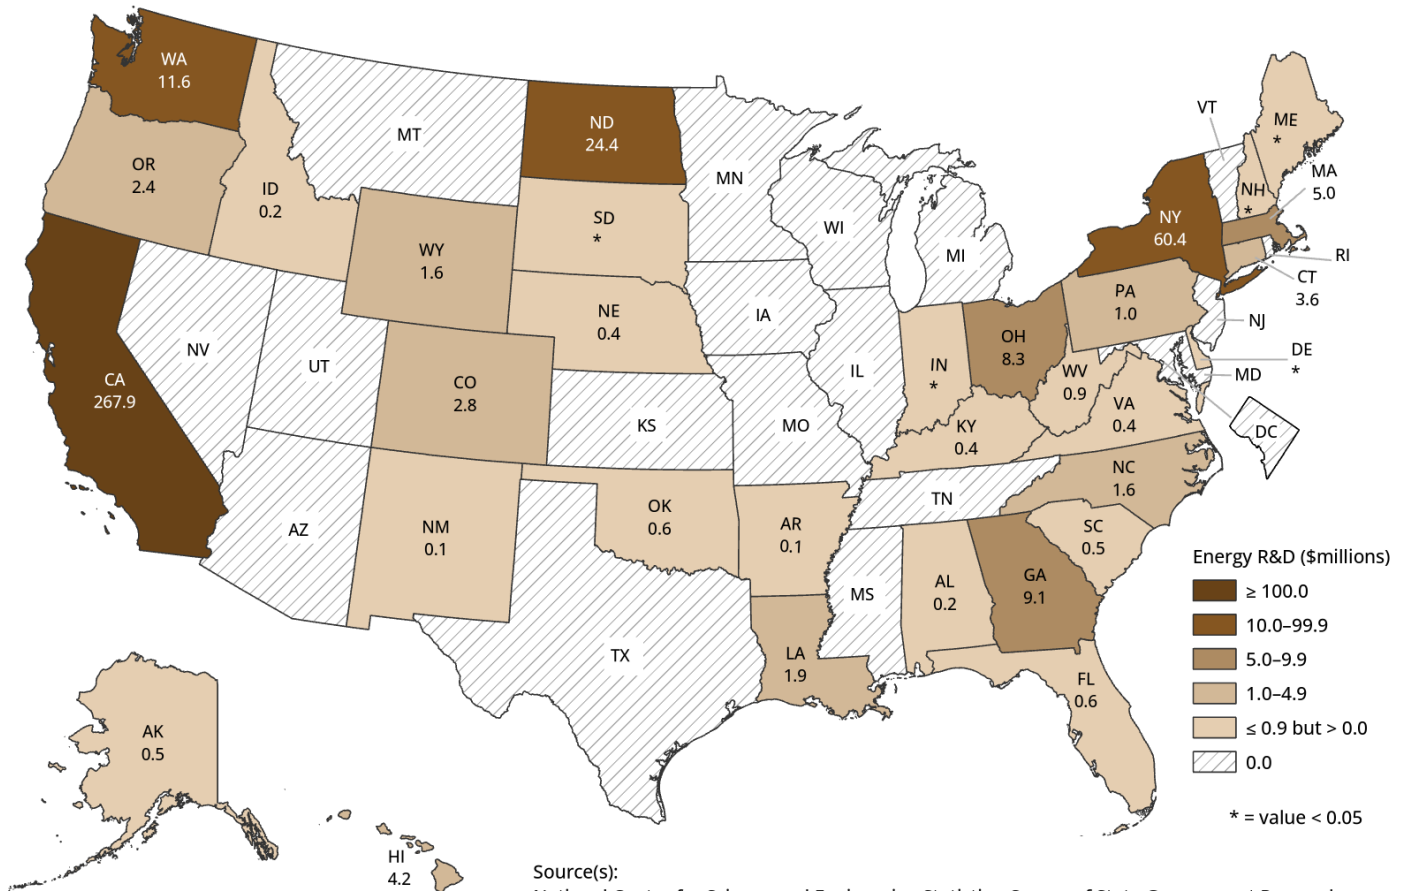 WA
11.6
OR
2.4
ID
0.2
MT
ND
24.4
SD
*
WY
1.6
NE
0.4
MN
WI
MI
IA
IL
NV
UT
CA
267.9
CO
2.8
KS
MO
IN
*
OH
8.3
KY
0.4
WV
0.9
VA
0.4
PA
1.0
NY
60.4
VT
NH
*
ME
*
MA
5.0
RI
CT
3.6
NJ
DE
*
MD
DC
NC
1.6
TN
SC
0.5
AZ
NM
0.1
OK
0.6
AR
0.1
TX
LA
1.9
MS
AL
0.2
GA
9.1
FL
0.6
AK
0.5
HI
4.2
Energy R&D ($millions)
≥ 100.0
10.0–99.9
5.0–9.9
1.0–4.9
≤ 0.9 but > 0.0
0.0
* = value < 0.05
Source(s):